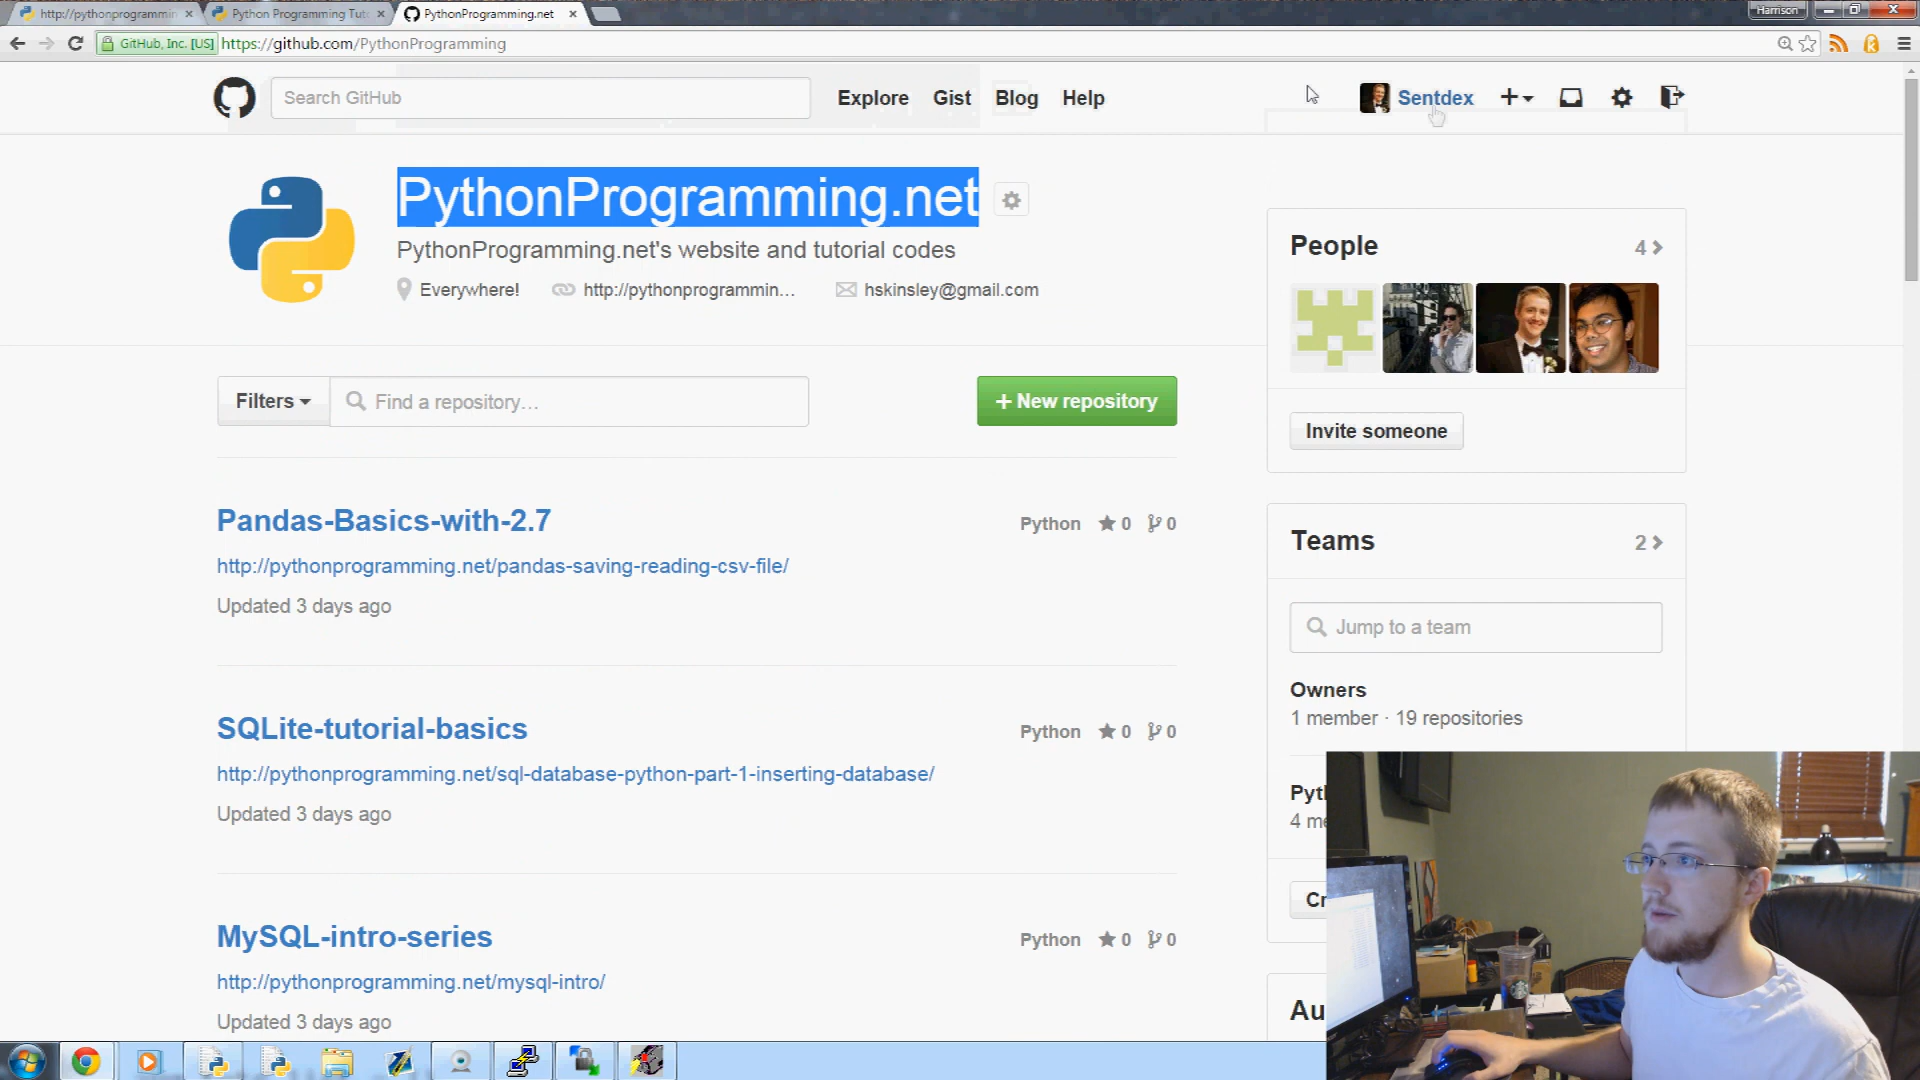 http://pythonprogrammin
Python Programming Tut
PythonProgramming.net
Harrison
GitHub, Inc. [US]
https://github.com/PythonProgramming
Search GitHub
Explore
Gist
Blog
Help
Sentdex
PythonProgramming.net
PythonProgramming.net's website and tutorial codes
Everywhere!
http://pythonprogrammin...
hskinsley@gmail.com
People
4
Filters
Find a repository...
+ New repository
Invite someone
Pandas-Basics-with-2.7
Python 0 0
http://pythonprogramming.net/pandas-saving-reading-csv-file/
Updated 3 days ago
Teams
2
Jump to a team
Owners
1 member · 19 repositories
SQLite-tutorial-basics
Python 0 0
http://pythonprogramming.net/sql-database-python-part-1-inserting-database/
Updated 3 days ago
Pyt
4 me
Cr
MySQL-intro-series
Python 0 0
http://pythonprogramming.net/mysql-intro/
Updated 3 days ago
Au